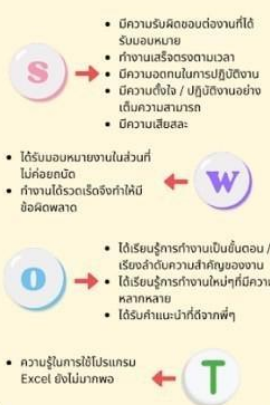 S
• มีความรับผิดชอบต่องานที่ได้
รับมอบหมาย
• ทำงานเสร็จตรงตามเวลา
• มีความอดทนในการปฏิบัติงาน
• มีความตั้งใจ / ปฏิบัติงานอย่าง
เต็มความสามารถ
• มีความเสียสละ
• ได้รับมอบหมายงานในส่วนที่
ไม่ค่อยถนัด
• ทำงานได้รวดเร็ดจึงทำให้มี
ข้อผิดพลาด
W
O
• ได้เรียนรู้การทำงานเป็นขั้นตอน /
เรียงลำดับความสำคัญของงาน
• ได้เรียนรู้การทำงานใหม่ๆที่มีความ
หลากหลาย
• ได้รับคำแนะนำที่ดีจากพี่ๆ
• ความรู้ในการใช้โปรแกรม
Excel ยังไม่มากพอ
T